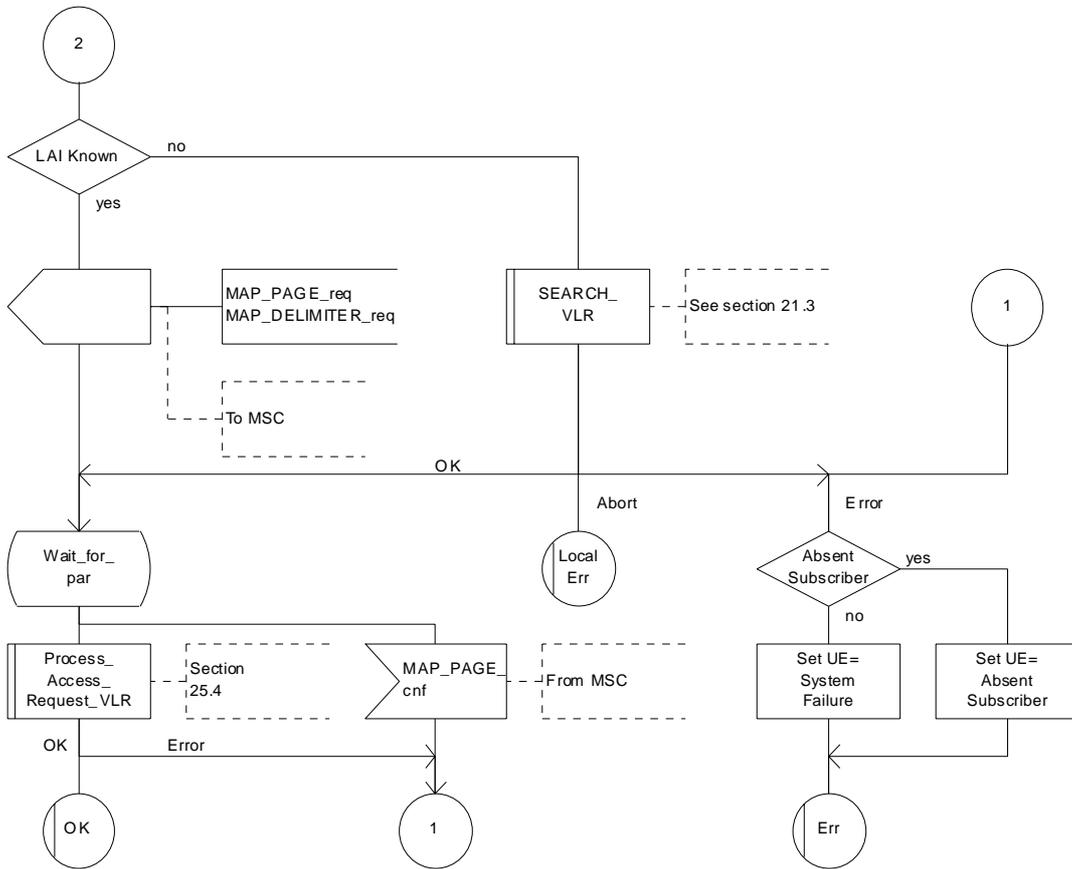 2
LAI Known
no
yes
MAP_PAGE_req
MAP_DELIMITER_req
SEARCH_
VLR
See section 21.3
1
To MSC
OK
Abort
Error
Wait_for_
par
Local
Err
Absent
Subscriber
yes
no
Process_
Access_
Request_VLR
Section
25.4
MAP_PAGE_
cnf
From MSC
Set UE=
System
Failure
Set UE=
Absent
Subscriber
OK
Error
OK
1
Err